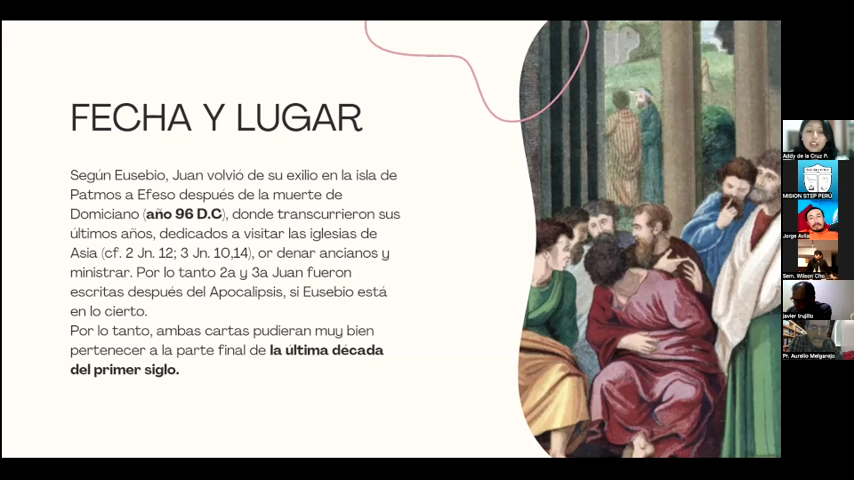 FECHA Y LUGAR
Según Eusebio, Juan volvió de su exilio en la isla de
Patmos a Efeso después de la muerte de
Domiciano (año 96 D.C), donde transcurrieron sus
últimos años, dedicados a visitar las iglesias de
Asia (cf. 2 Jn. 12; 3 Jn. 10,14), or denar ancianos y
ministrar. Por lo tanto 2a y 3a Juan fueron
escritas después del Apocalipsis, si Eusebio está
en lo cierto.
Por lo tanto, ambas cartas pudieran muy bien
pertenecer a la parte final de la última década
del primer siglo.
Addy de la Cruz P.
MISION STEP PERÚ
Jorge Avila
Sem. Wilson Cho
javier trujillo
Pr. Aurelio Melgarejo